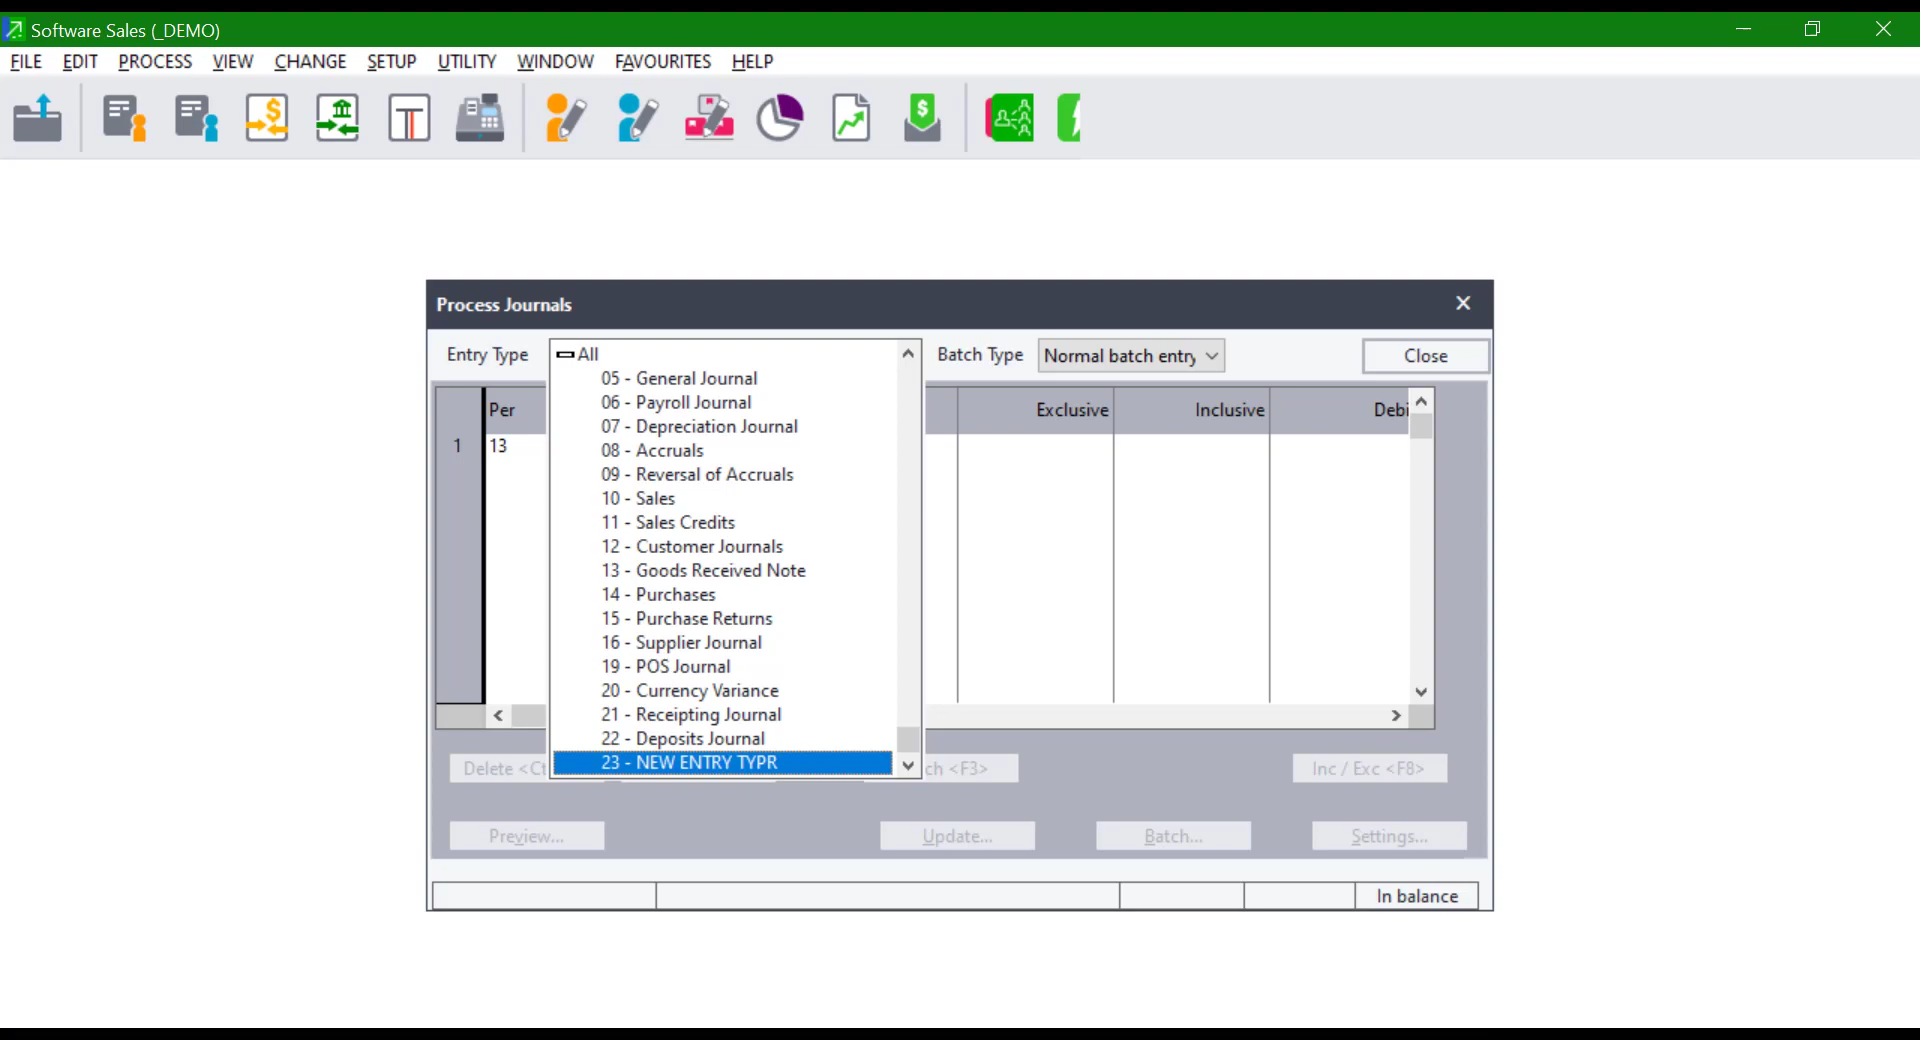 Software Sales (_DEMO)
FILE EDIT PROCESS VIEW CHANGE SETUP UTILITY WINDOW FAVOURITES HELP
Process Journals
Entry Type
All
Batch Type
Normal batch entry
Close
05 - General Journal
06 - Payroll Journal
07 - Depreciation Journal
08 - Accruals
09 - Reversal of Accruals
10 - Sales
11 - Sales Credits
12 - Customer Journals
13 - Goods Received Note
14 - Purchases
15 - Purchase Returns
16 - Supplier Journal
19 - POS Journal
20 - Currency Variance
21 - Receipting Journal
22 - Deposits Journal
23 - NEW ENTRY TYPR
Per Exclusive Inclusive Debi
1 13
Delete <Ct
ch <F3>
Inc / Exc <F8>
Preview... Update... Batch... Settings...
In balance